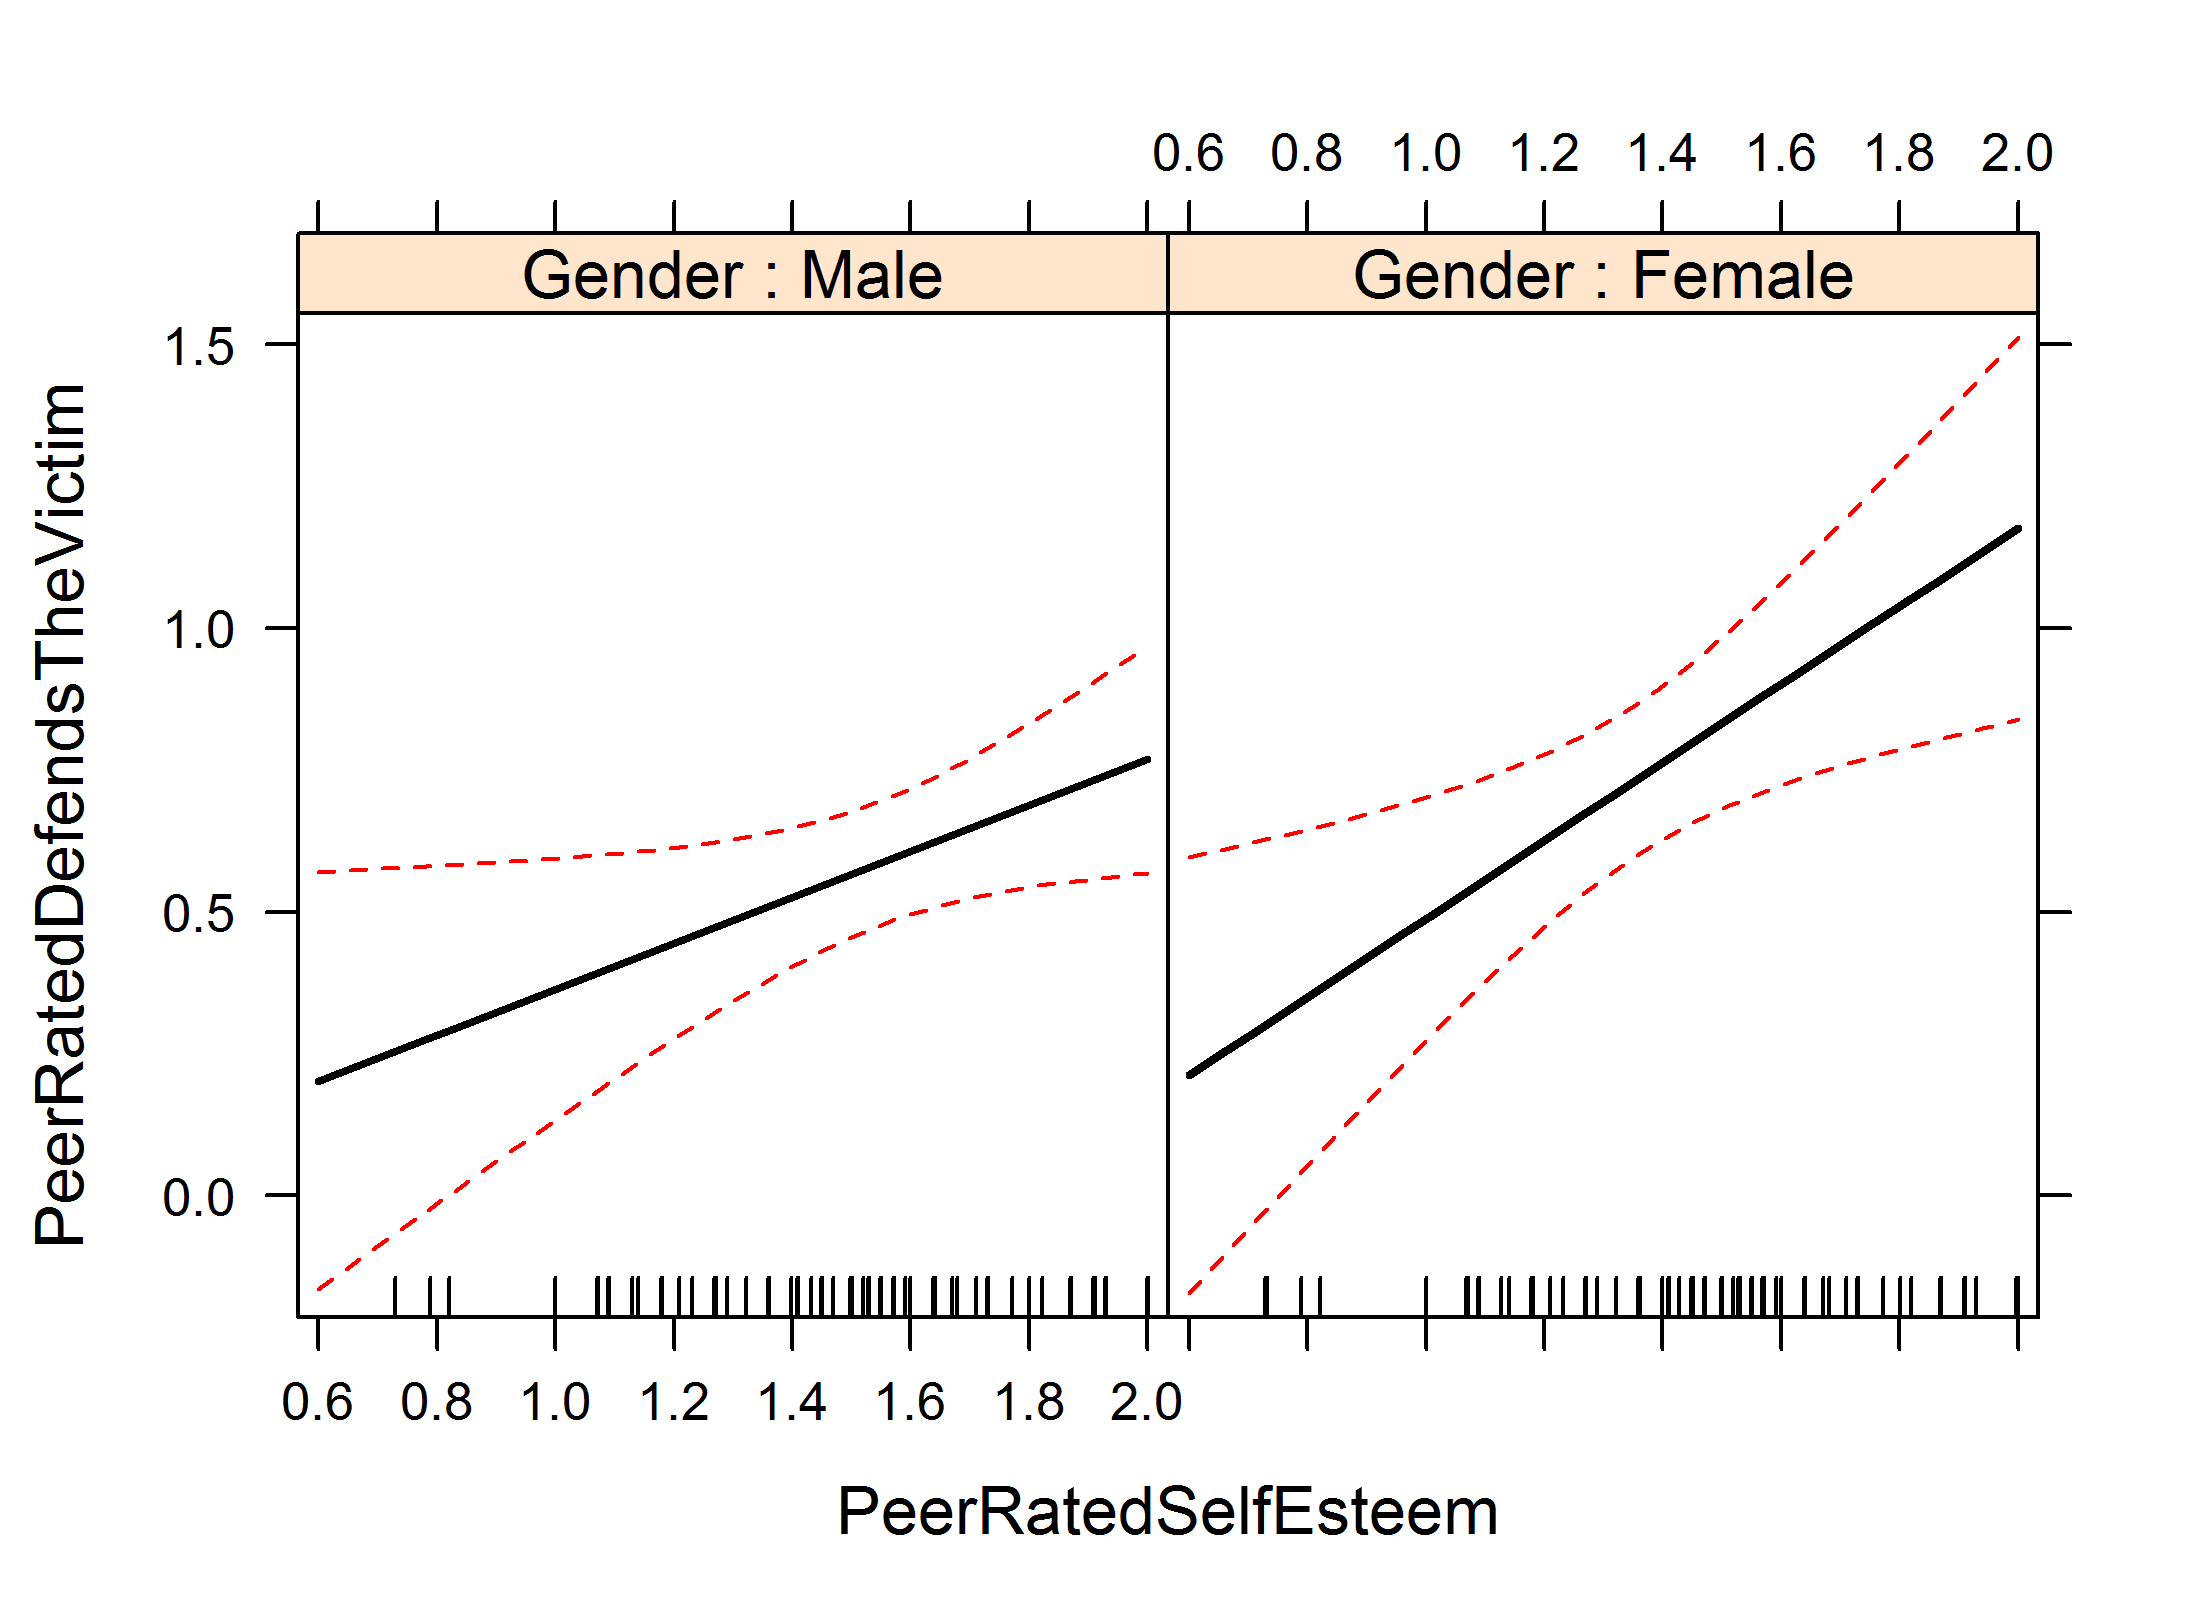 0.6 0.8 1.0 1.2 1.4 1.6 1.8 2.0
Gender : Male
Gender : Female
PeerRatedDefendsTheVictim
1.5
1.0
0.5
0.0
0.6 0.8 1.0 1.2 1.4 1.6 1.8 2.0
PeerRatedSelfEsteem